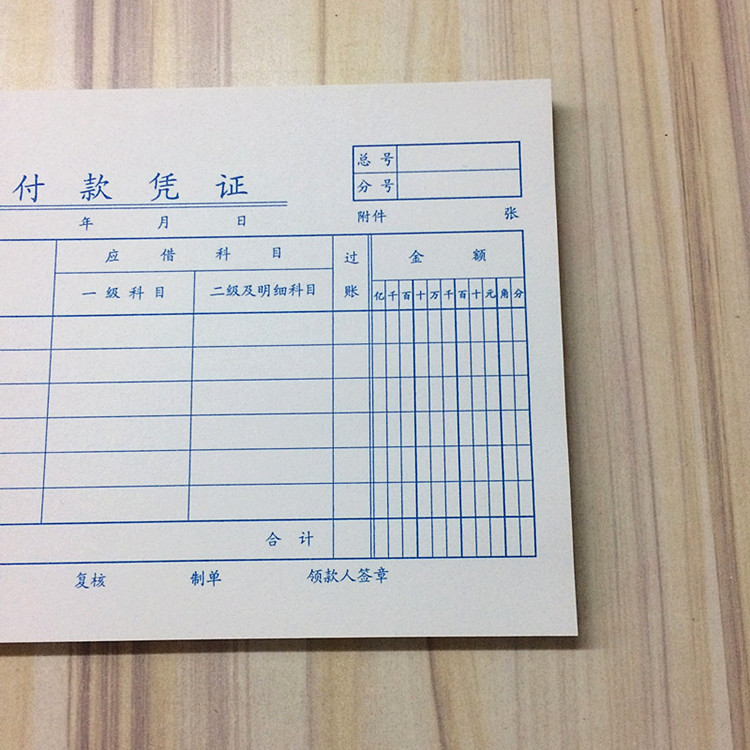 付款凭证
总号
分号
年 月 日
附件 张
应借科目
过账
金额
一级科目
二级及明细科目
亿千百十万千百十元角分
合计
复核 制单 领款人签章